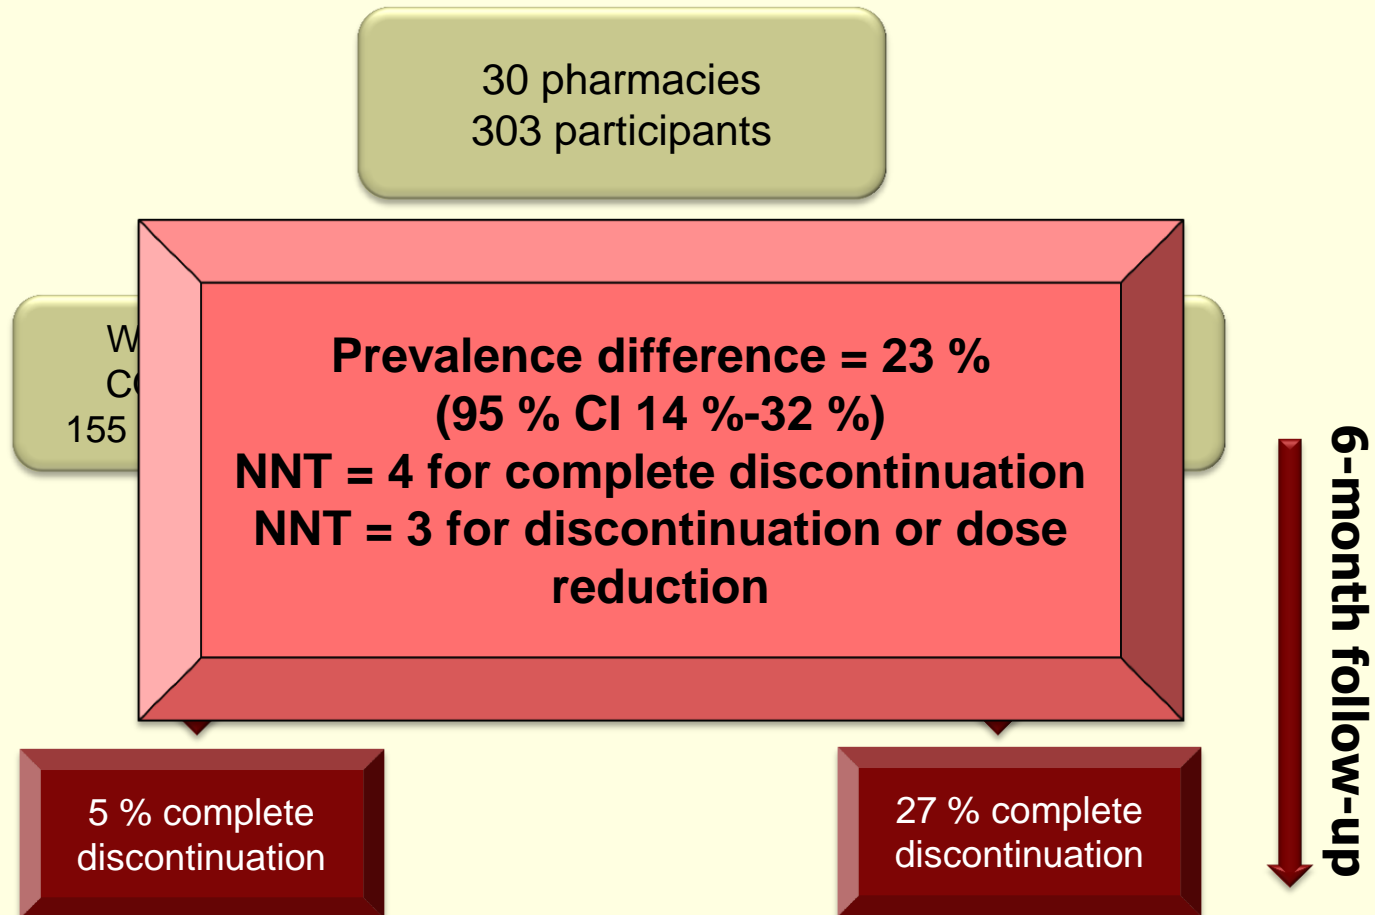 30 pharmacies
303 participants
155
Prevalence difference = 23 %
(95 % CI 14 %-32 %)
NNT = 4 for complete discontinuation
NNT = 3 for discontinuation or dose
reduction
6-month follow-up
5 % complete
discontinuation
27 % complete
discontinuation